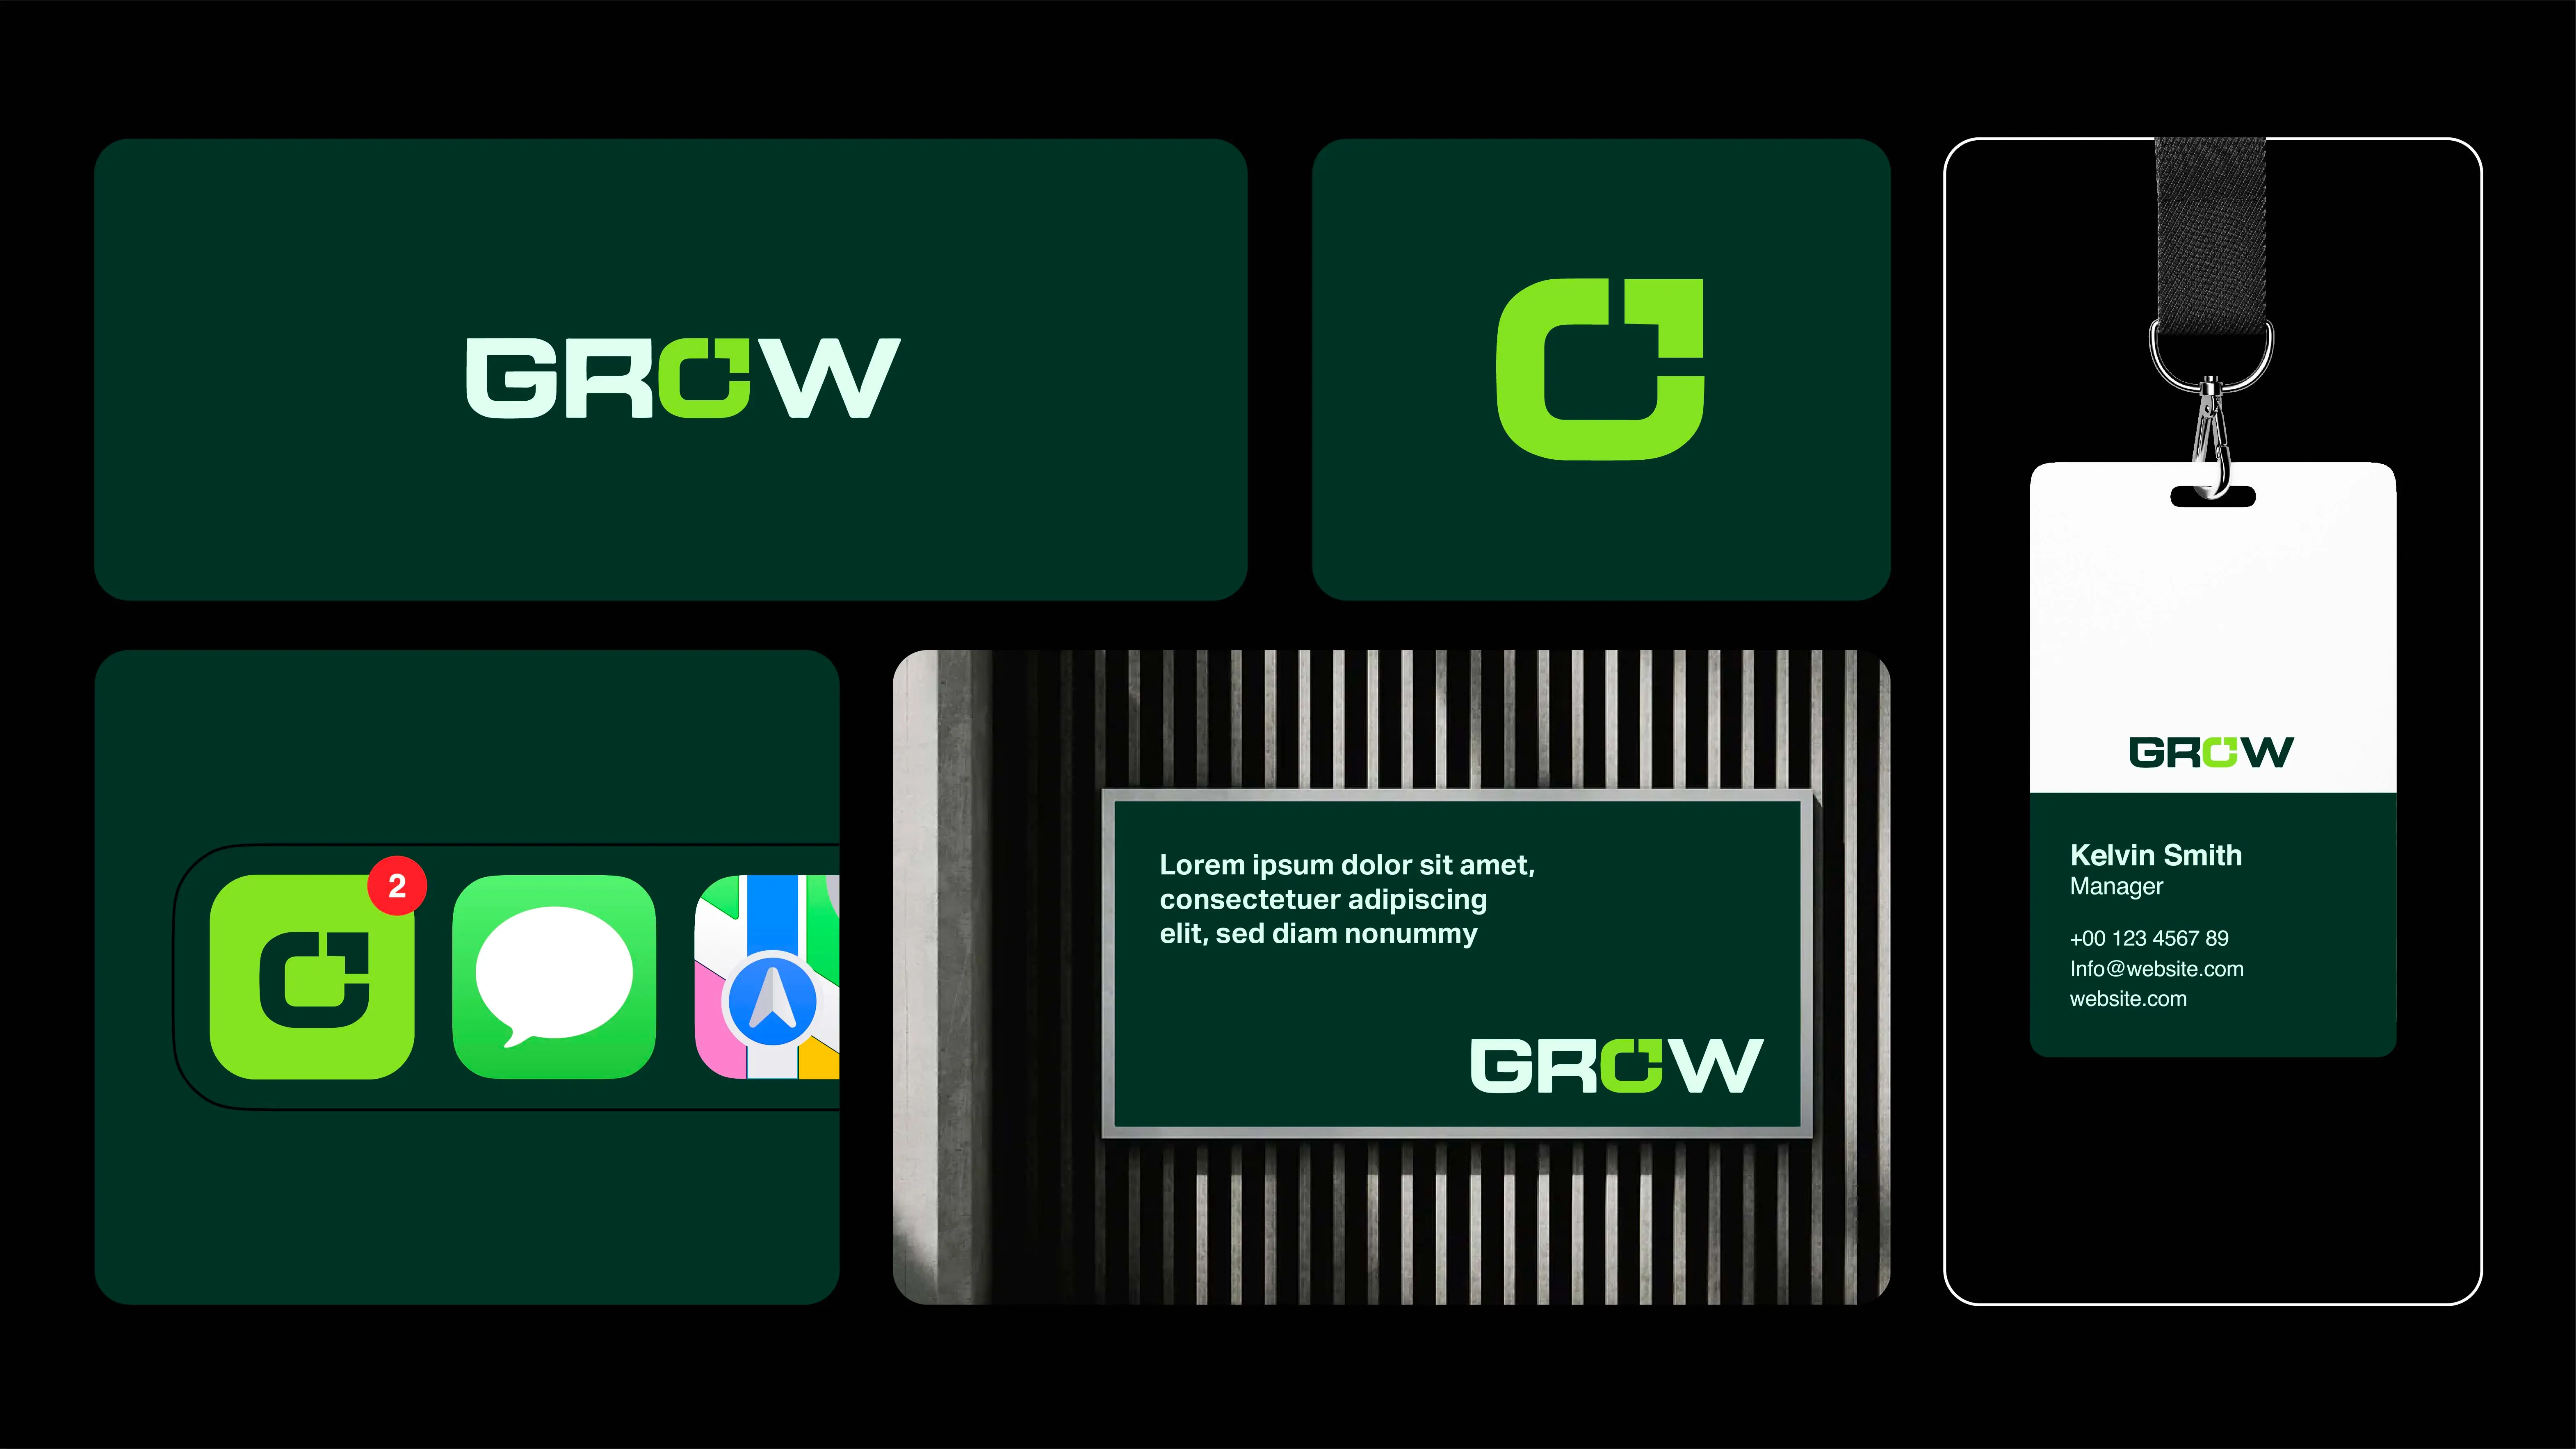 GROW
2
Lorem ipsum dolor sit amet,
consectetuer adipiscing
elit, sed diam nonummy
GROW
GROW
Kelvin Smith
Manager
+00 123 4567 89
Info@website.com
website.com